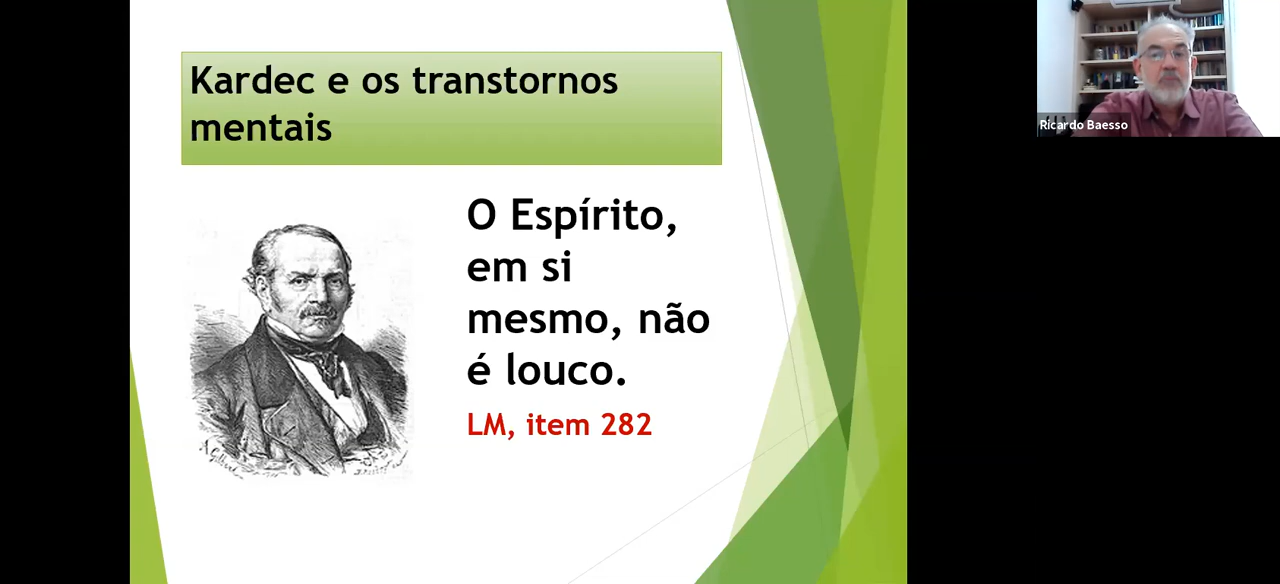 Kardec e os transtornos
mentais
O Espírito,
em si
mesmo, não
é louco.
LM, item 282
Ricardo Baesso